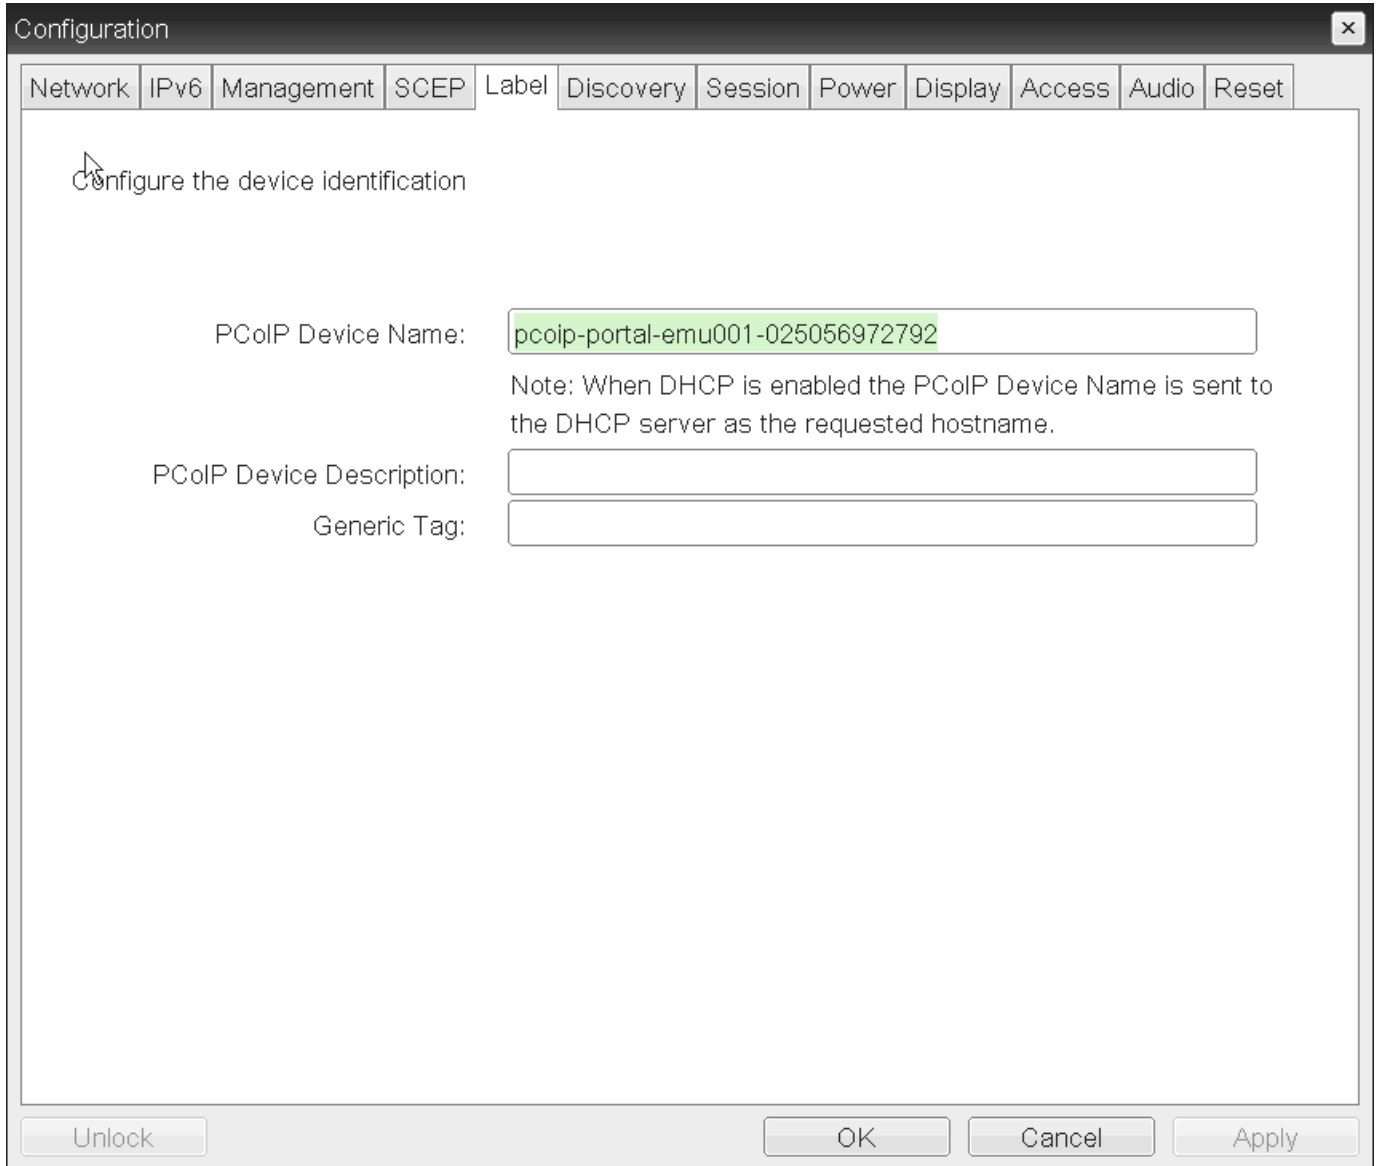 Configuration
Network IPv6 Management SCEP Label Discovery Session Power Display Access Audio Reset
Configure the device identification
PCoIP Device Name: pcoip-portal-emu001-025056972792
Note: When DHCP is enabled the PCoIP Device Name is sent to
the DHCP server as the requested hostname.
PCoIP Device Description:
Generic Tag:
Unlock OK Cancel Apply